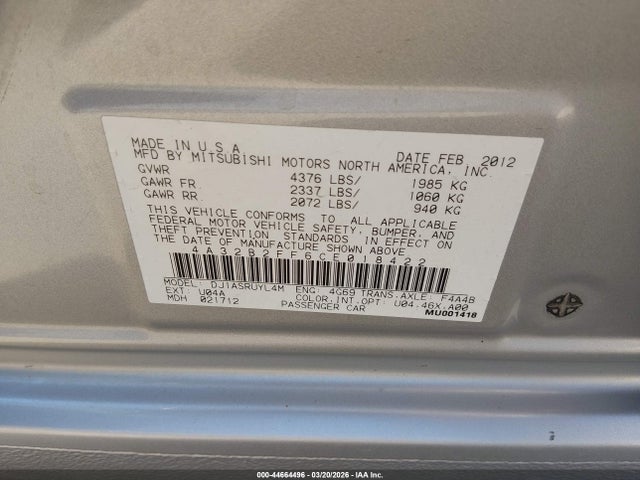 MADE IN U S A DATE FEB 2012
MFD BY MITSUBISHI MOTORS NORTH AMERICA, INC.
GVWR 4376 LBS/ 1985 KG
GAWR FR. 2337 LBS/ 1060 KG
GAWR RR. 2072 LBS/ 940 KG
THIS VEHICLE CONFORMS TO ALL APPLICABLE
FEDERAL MOTOR VEHICLE SAFETY, BUMPER, AND
THEFT PREVENTION STANDARDS IN EFFECT ON
THE DATE OF MANUFACTURE SHOWN ABOVE
4A32B2FF6CE018422
MODEL: DJ1ASRUYL4M ENG: 4G69 TRANS.AXLE: F4A4B
EXT: U04A COLOR.INT.OPT: U04.46X.A00
MDH 021712 PASSENGER CAR
MU001418
000-44664496 - 03/20/2026 - IAA Inc.